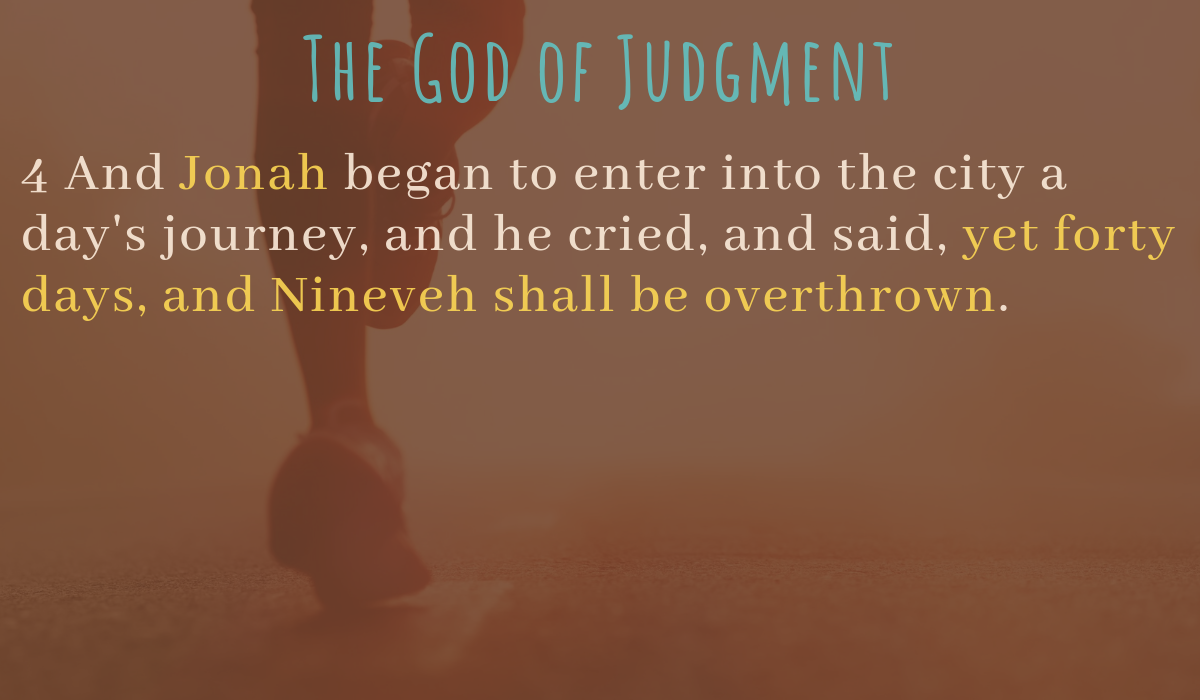 The God of Judgment
4 And Jonah began to enter into the city a
day's journey, and he cried, and said, yet forty
days, and Nineveh shall be overthrown.